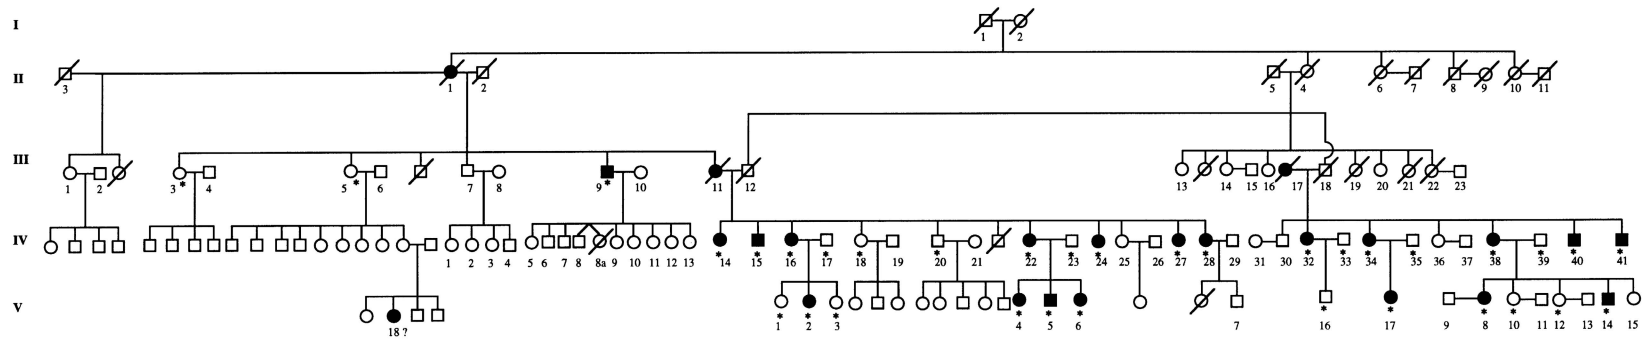 I
1 2
II
3 1 2 5 4 6 7 8 9 10 11
III
1 2 3 * 4 5 * 6 7 8 9 * 10 11 12 13 14 15 16 17 18 19 20 21 22 23
IV
1 2 3 4 5 6 7 8 8a 9 10 11 12 13 *14 *15 *16 *17 *18 19 *20 21 *22 *23 *24 25 26 *27 *28 29 31 30 *32 *33 *34 *35 36 37 *38 *39 *40 *41
V
18 ? * 1 * 2 * 3 * 4 * 5 * 6 7 * 16 * 17 9 * 8 * 10 11 * 12 13 * 14 15